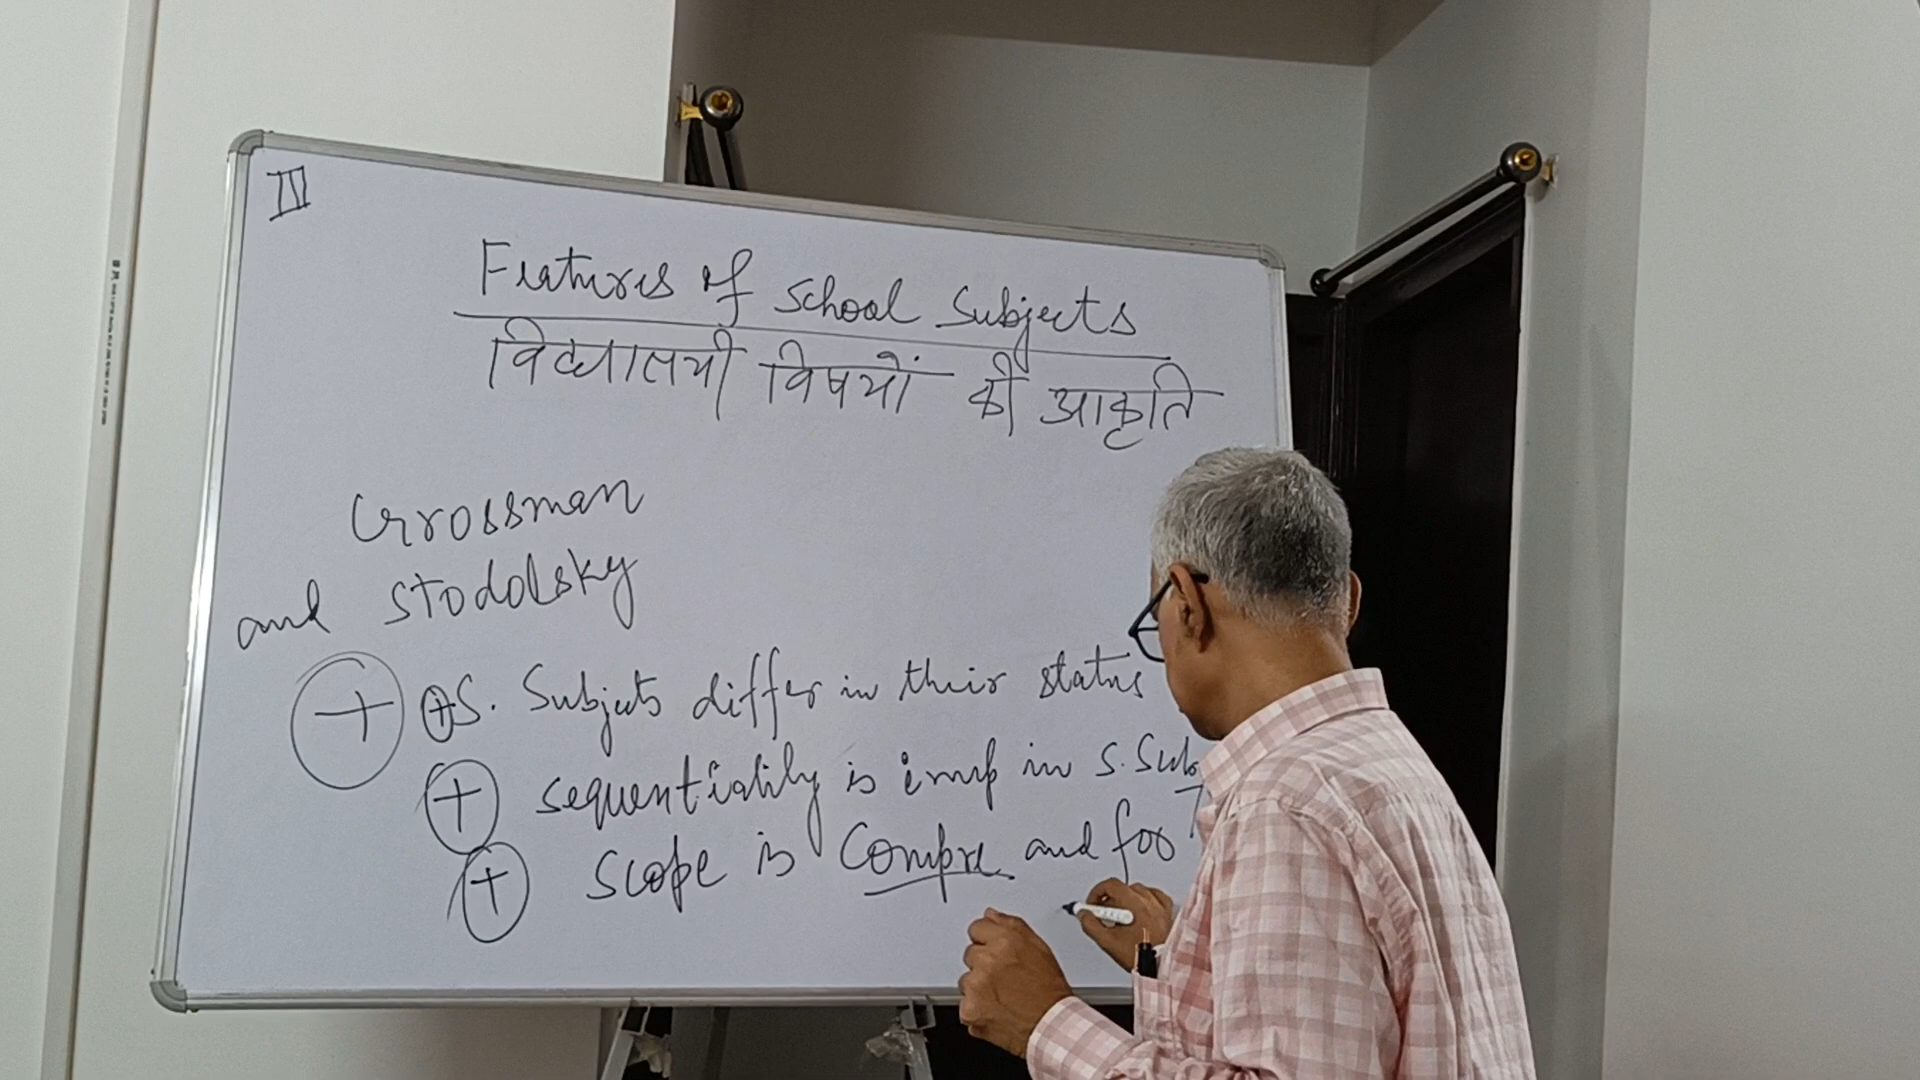 III
Features of School Subjects
विद्यालयी विषयों की आकृति
Grossman
and Stodolsky
+ + S. Subjects differ in their status
+ sequentiality is imp in S. Sub
+ Scope is Compre. and for